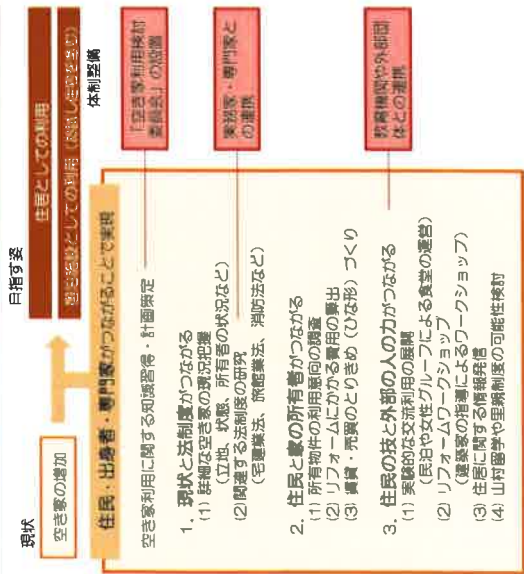 現状
空き家の増加
目指す姿
住居としての利用
宿泊施設としての利用（お試し住宅を含む）
体制整備
住民・出身者・専門家がつながることで実現
空き家利用に関する知識習得・計画策定
1. 現状と法制度がつながる
(1) 詳細な空き家の現況把握
（立地、状態、所有者の状況など）
(2)関連する法制度の研究
（宅建業法、旅館業法、消防法など）
2. 住民と家の所有者がつながる
(1) 所有物件の利用意向の調査
(2) リフォームにかかる費用の算出
(3) 賃貸・売買のとりきめ（ひな形）づくり
3. 住民の技と外部の人の力がつながる
(1) 実験的な交流利用の展開
（民泊や女性グループによる食堂の運営）
(2) リフォームワークショップ
（建築家の指導によるワークショップ）
(3) 住居に関する情報発信
(4) 山村留学や里親制度の可能性検討
「空き家利用検討
委員会」の設置
実務家・専門家と
の連携
教育機関や外部団
体との連携